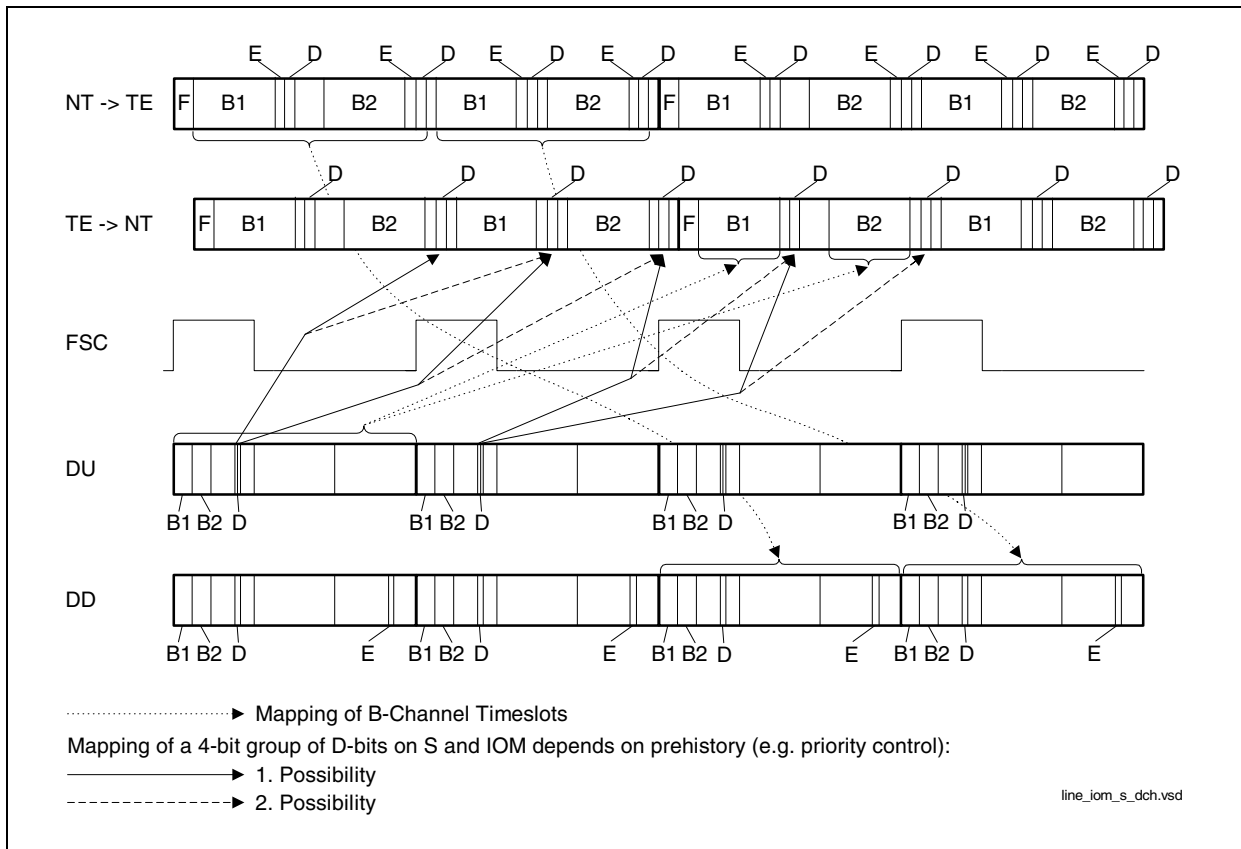 E D E D E D E D E D E D E D E D
NT -> TE F B1 B2 B1 B2 F B1 B2 B1 B2
D D D D D D D D
TE -> NT F B1 B2 B1 B2 F B1 B2 B1 B2
FSC
DU
B1 B2 D B1 B2 D B1 B2 D B1 B2 D
DD
B1 B2 D E B1 B2 D E B1 B2 D E B1 B2 D E
Mapping of B-Channel Timeslots
Mapping of a 4-bit group of D-bits on S and IOM depends on prehistory (e.g. priority control):
1. Possibility
2. Possibility
line_iom_s_dch.vsd